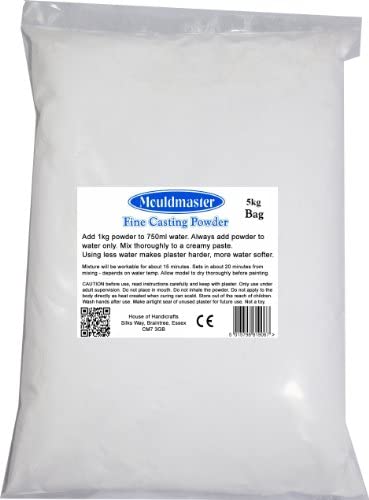 Mouldmaster
5kg
Bag
Fine Casting Powder
Add 1kg powder to 750ml water. Always add powder to
water only. Mix thoroughly to a creamy paste.
Using less water makes plaster harder, more water softer.
Mixture will be workable for about 15 minutes. Sets in about 20 minutes from
mixing - depends on water temp. Allow model to dry thoroughly before painting.
CAUTION before use, read instructions carefully and keep with plaster. Only use under
adult supervision. Do not place in mouth. Do not inhale the powder. Do not apply to the
body directly as heat created when curing can scald. Store out of the reach of children.
Wash hands after use. Make airtight seal of unused plaster for future use. Not a toy.
House of Handicrafts
Silks Way, Braintree, Essex
CM7 3GB
CE